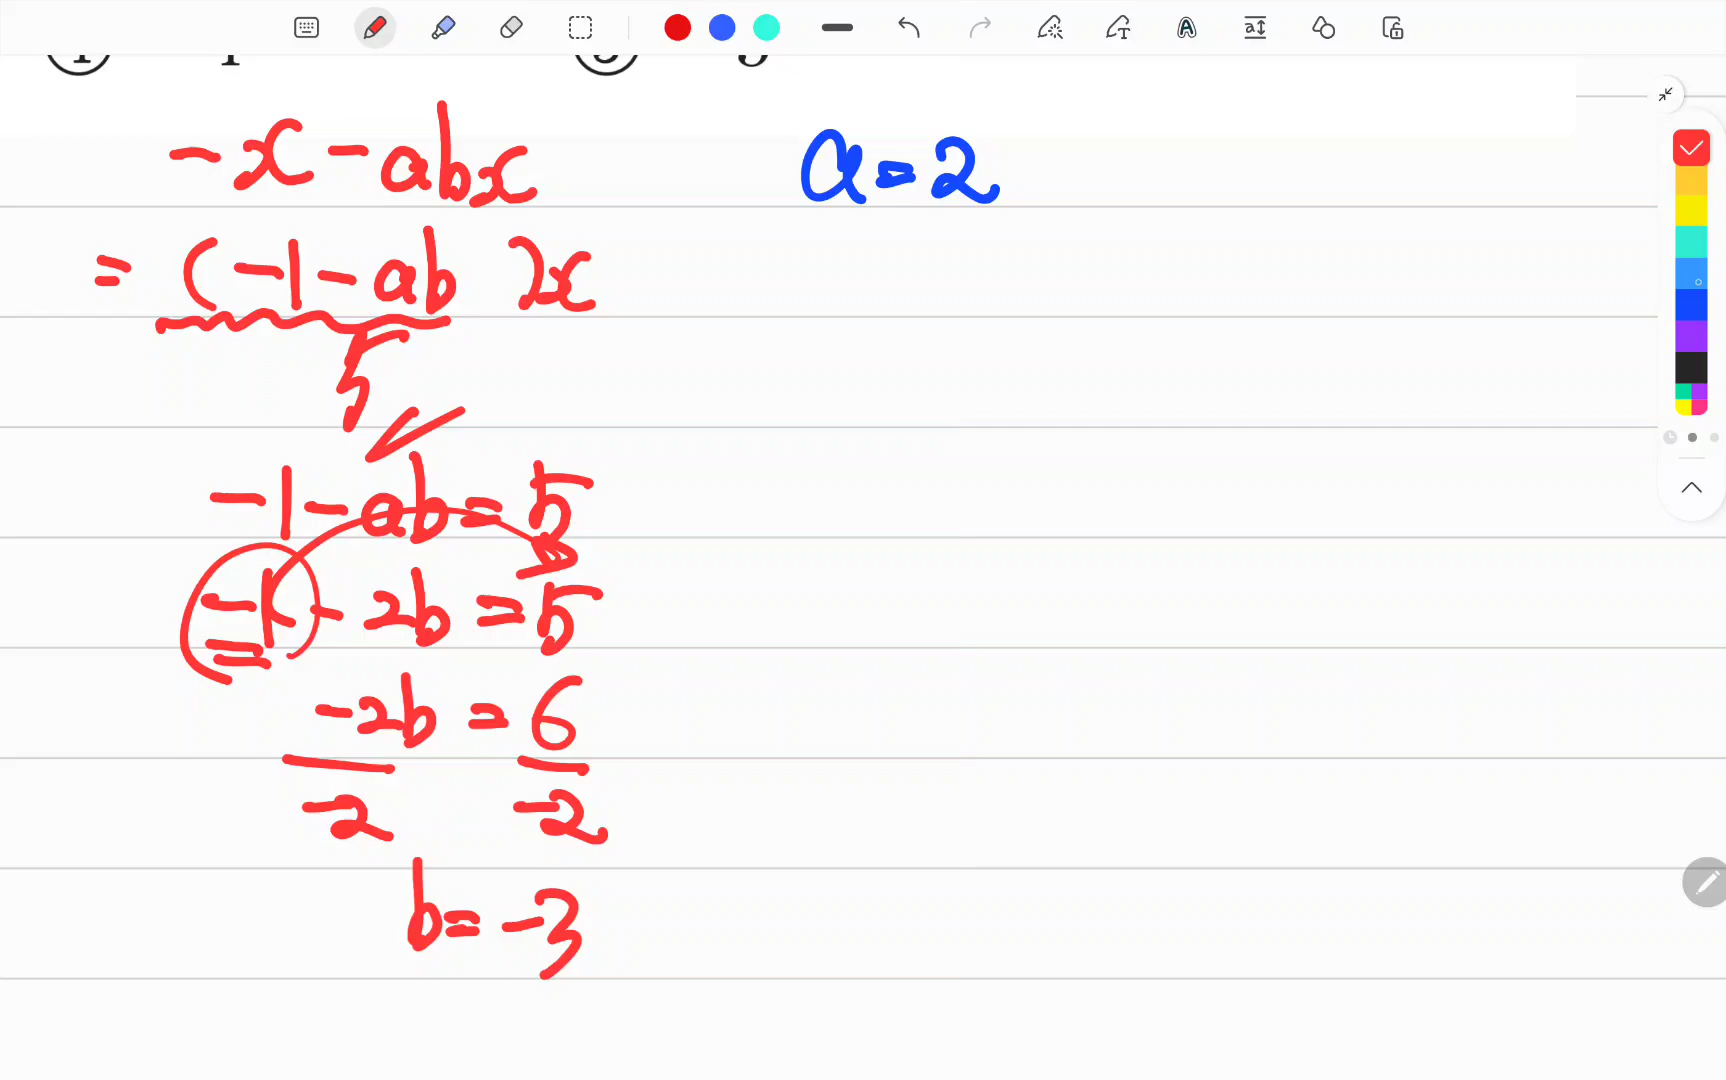 -x-abx
a=2
= (-1-ab )x
5
-1-ab=5
-1-2b=5
-2b = 6
-2 -2
b=-3